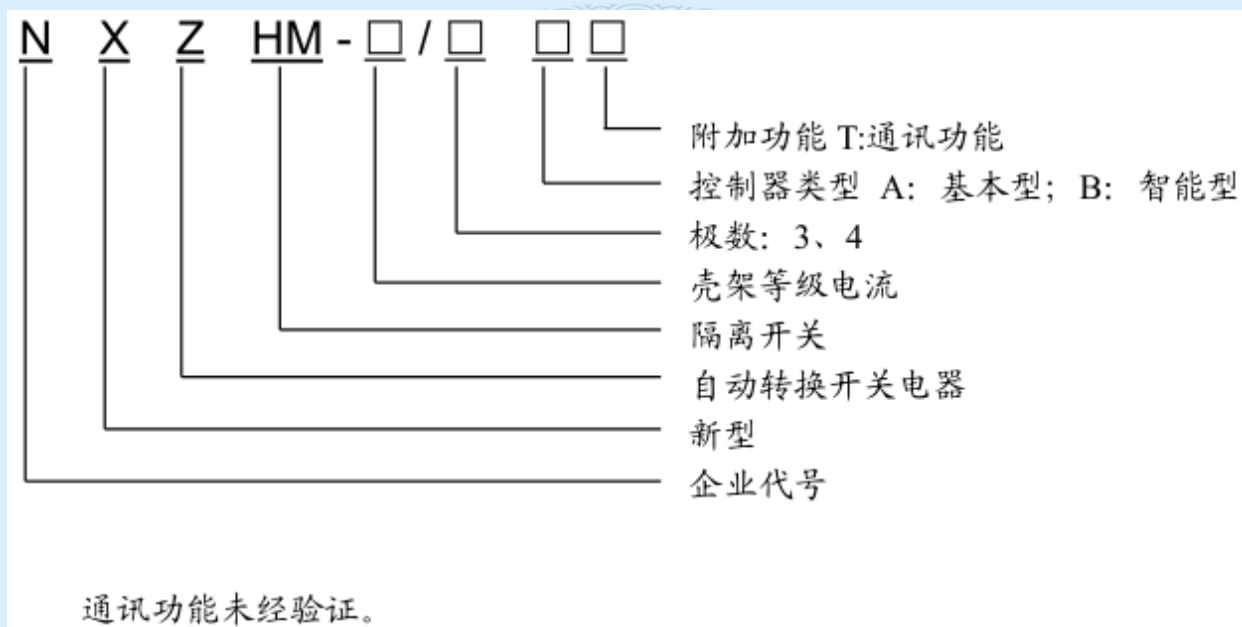 N X Z HM-□/□ □□
附加功能 T:通讯功能
控制器类型 A: 基本型; B: 智能型
极数: 3、4
壳架等级电流
隔离开关
自动转换开关电器
新型
企业代号
通讯功能未经验证。